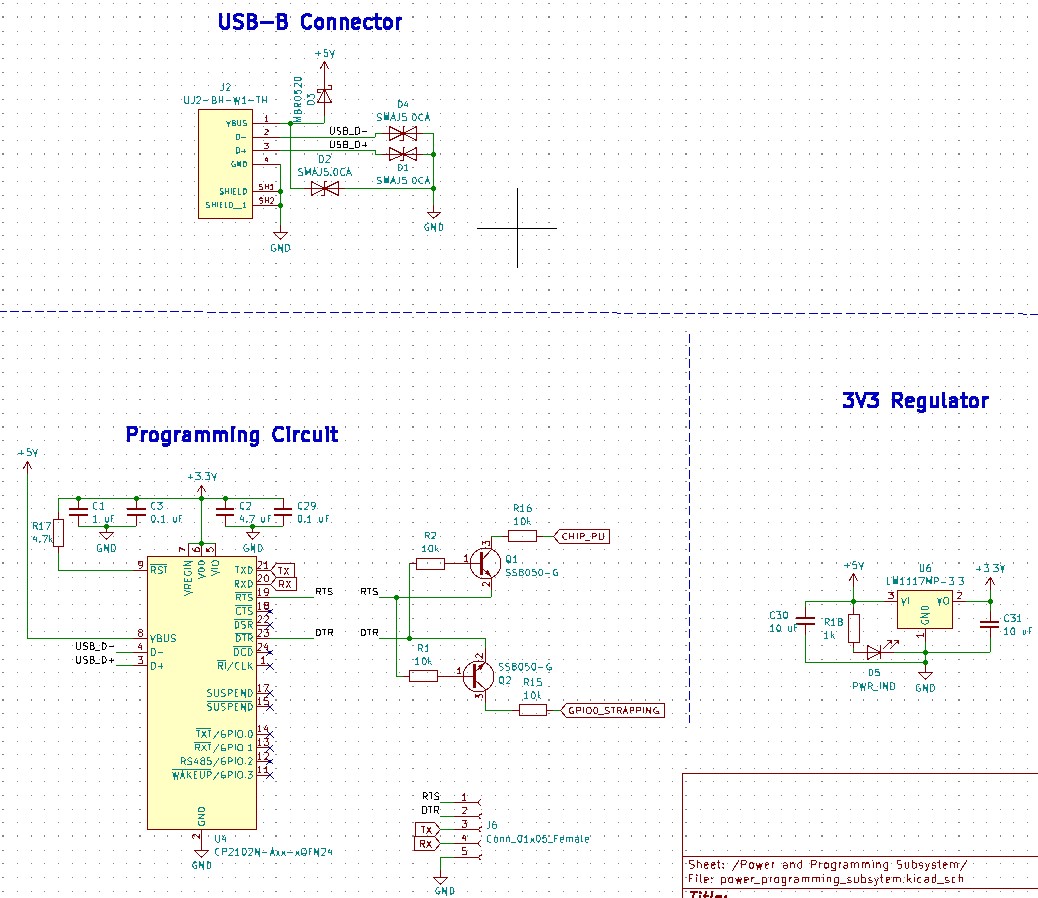 USB-B Connector
+5V
J2
UJ2-BH-W1-TH
MBR0520
D3
D4
SMAJ5.0CA
VBUS 1
D- 2
D+ 3
GND 4
SHIELD SH1
SHIELD__1 SH2
USB_D-
USB_D+
D2
SMAJ5.0CA
D1
SMAJ5.0CA
GND
GND
3V3 Regulator
Programming Circuit
+5V
+3.3V
R17
4.7k
C1
1 uF
C3
0.1 uF
C2
4.7 uF
C29
0.1 uF
GND
GND
7 6 5
VREGIN
VDD
VIO
9 RST
8 VBUS
USB_D- 4 D-
USB_D+ 3 D+
TXD 21 TX
RXD 20 RX
RTS 19 RTS
CTS 18
DSR 22
DTR 23 DTR
DCD 24
RI/CLK 1
SUSPEND 17
SUSPEND 15
TXT/GPIO.0 14
RXT/GPIO.1 13
RS485/GPIO.2 12
WAKEUP/GPIO.3 11
GND
2
U4
CP2102N-Axx-xQFN24
GND
RTS
DTR
R2
10k
1
3
2
Q1
SS8050-G
R16
10k
CHIP_PU
R1
10k
1
2
3
SS8050-G
Q2
R15
10k
GPIO0_STRAPPING
RTS 1
DTR 2
TX 3
RX 4
5
J6
Conn_01x05_Female
GND
+5V
U6
LM1117MP-3.3
+3.3V
3 VI
VO 2
GND
1
C30
10 uF
R18
1k
C31
10 uF
D5
PWR_IND
GND
Sheet: /Power and Programming Subsystem/
File: power_programming_subsytem.kicad_sch
Title: